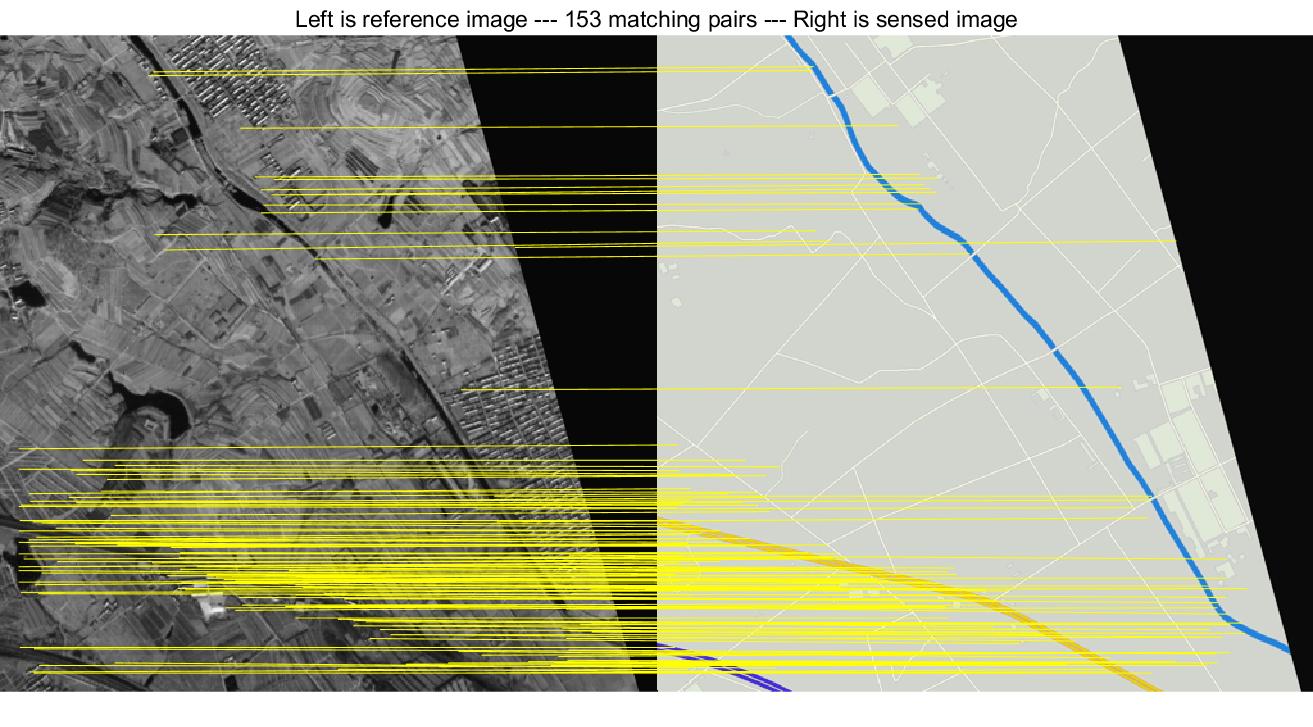 Left is reference image --- 153 matching pairs --- Right is sensed image